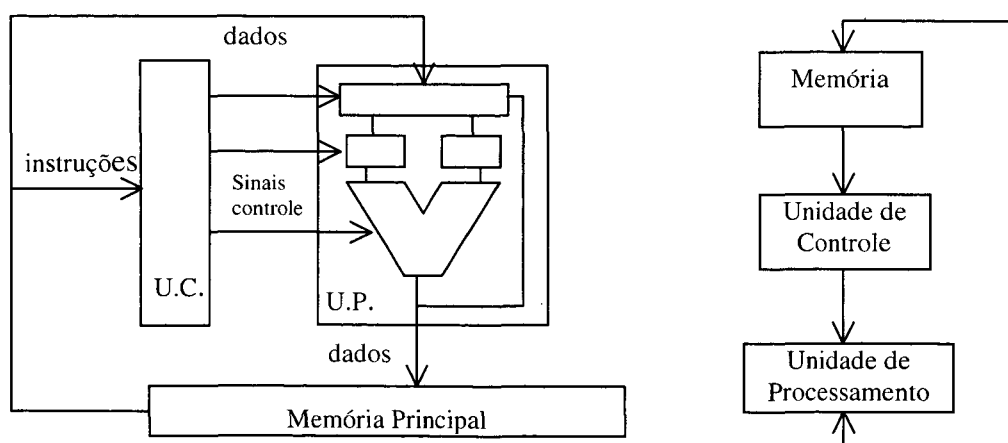 dados
instruções
Sinais
controle
U.C.
U.P.
dados
Memória Principal
Memória
Unidade de
Controle
Unidade de
Processamento